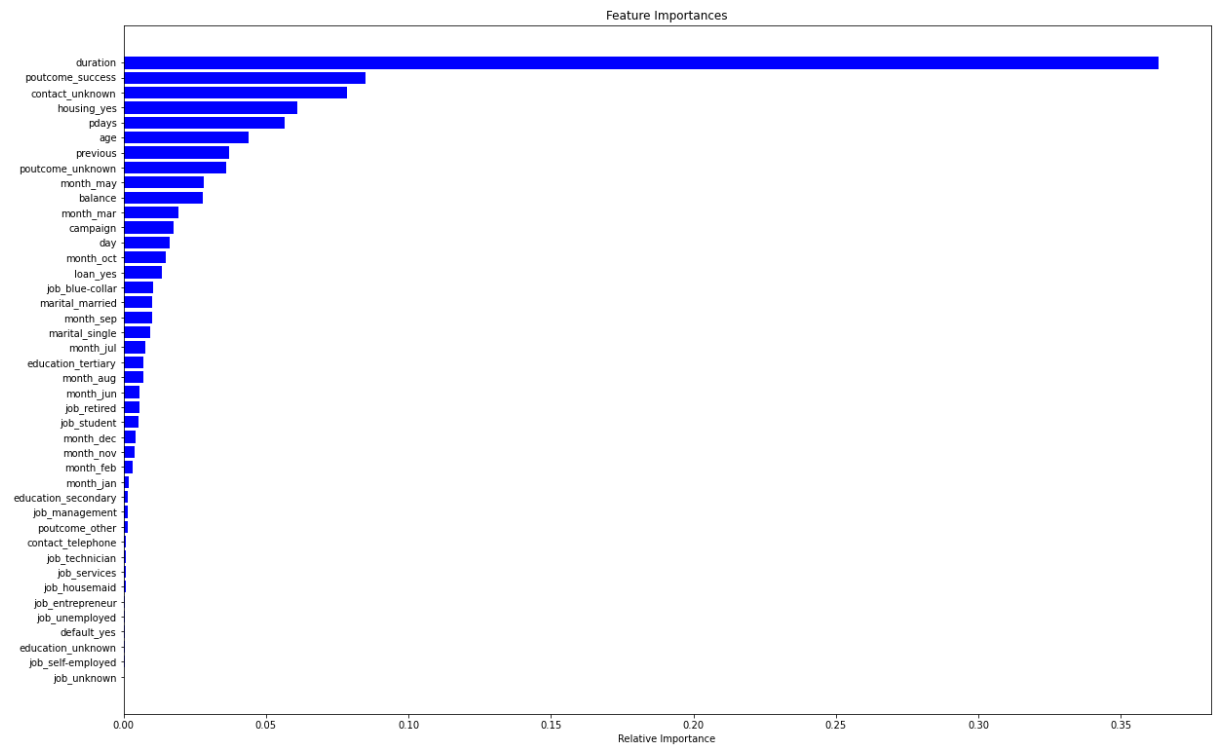 Feature Importances
duration
poutcome_success
contact_unknown
housing_yes
pdays
age
previous
poutcome_unknown
month_may
balance
month_mar
campaign
day
month_oct
loan_yes
job_blue-collar
marital_married
month_sep
marital_single
month_jul
education_tertiary
month_aug
month_jun
job_retired
job_student
month_dec
month_nov
month_feb
month_jan
education_secondary
job_management
poutcome_other
contact_telephone
job_technician
job_services
job_housemaid
job_entrepreneur
job_unemployed
default_yes
education_unknown
job_self-employed
job_unknown
0.00 0.05 0.10 0.15 0.20 0.25 0.30 0.35
Relative Importance